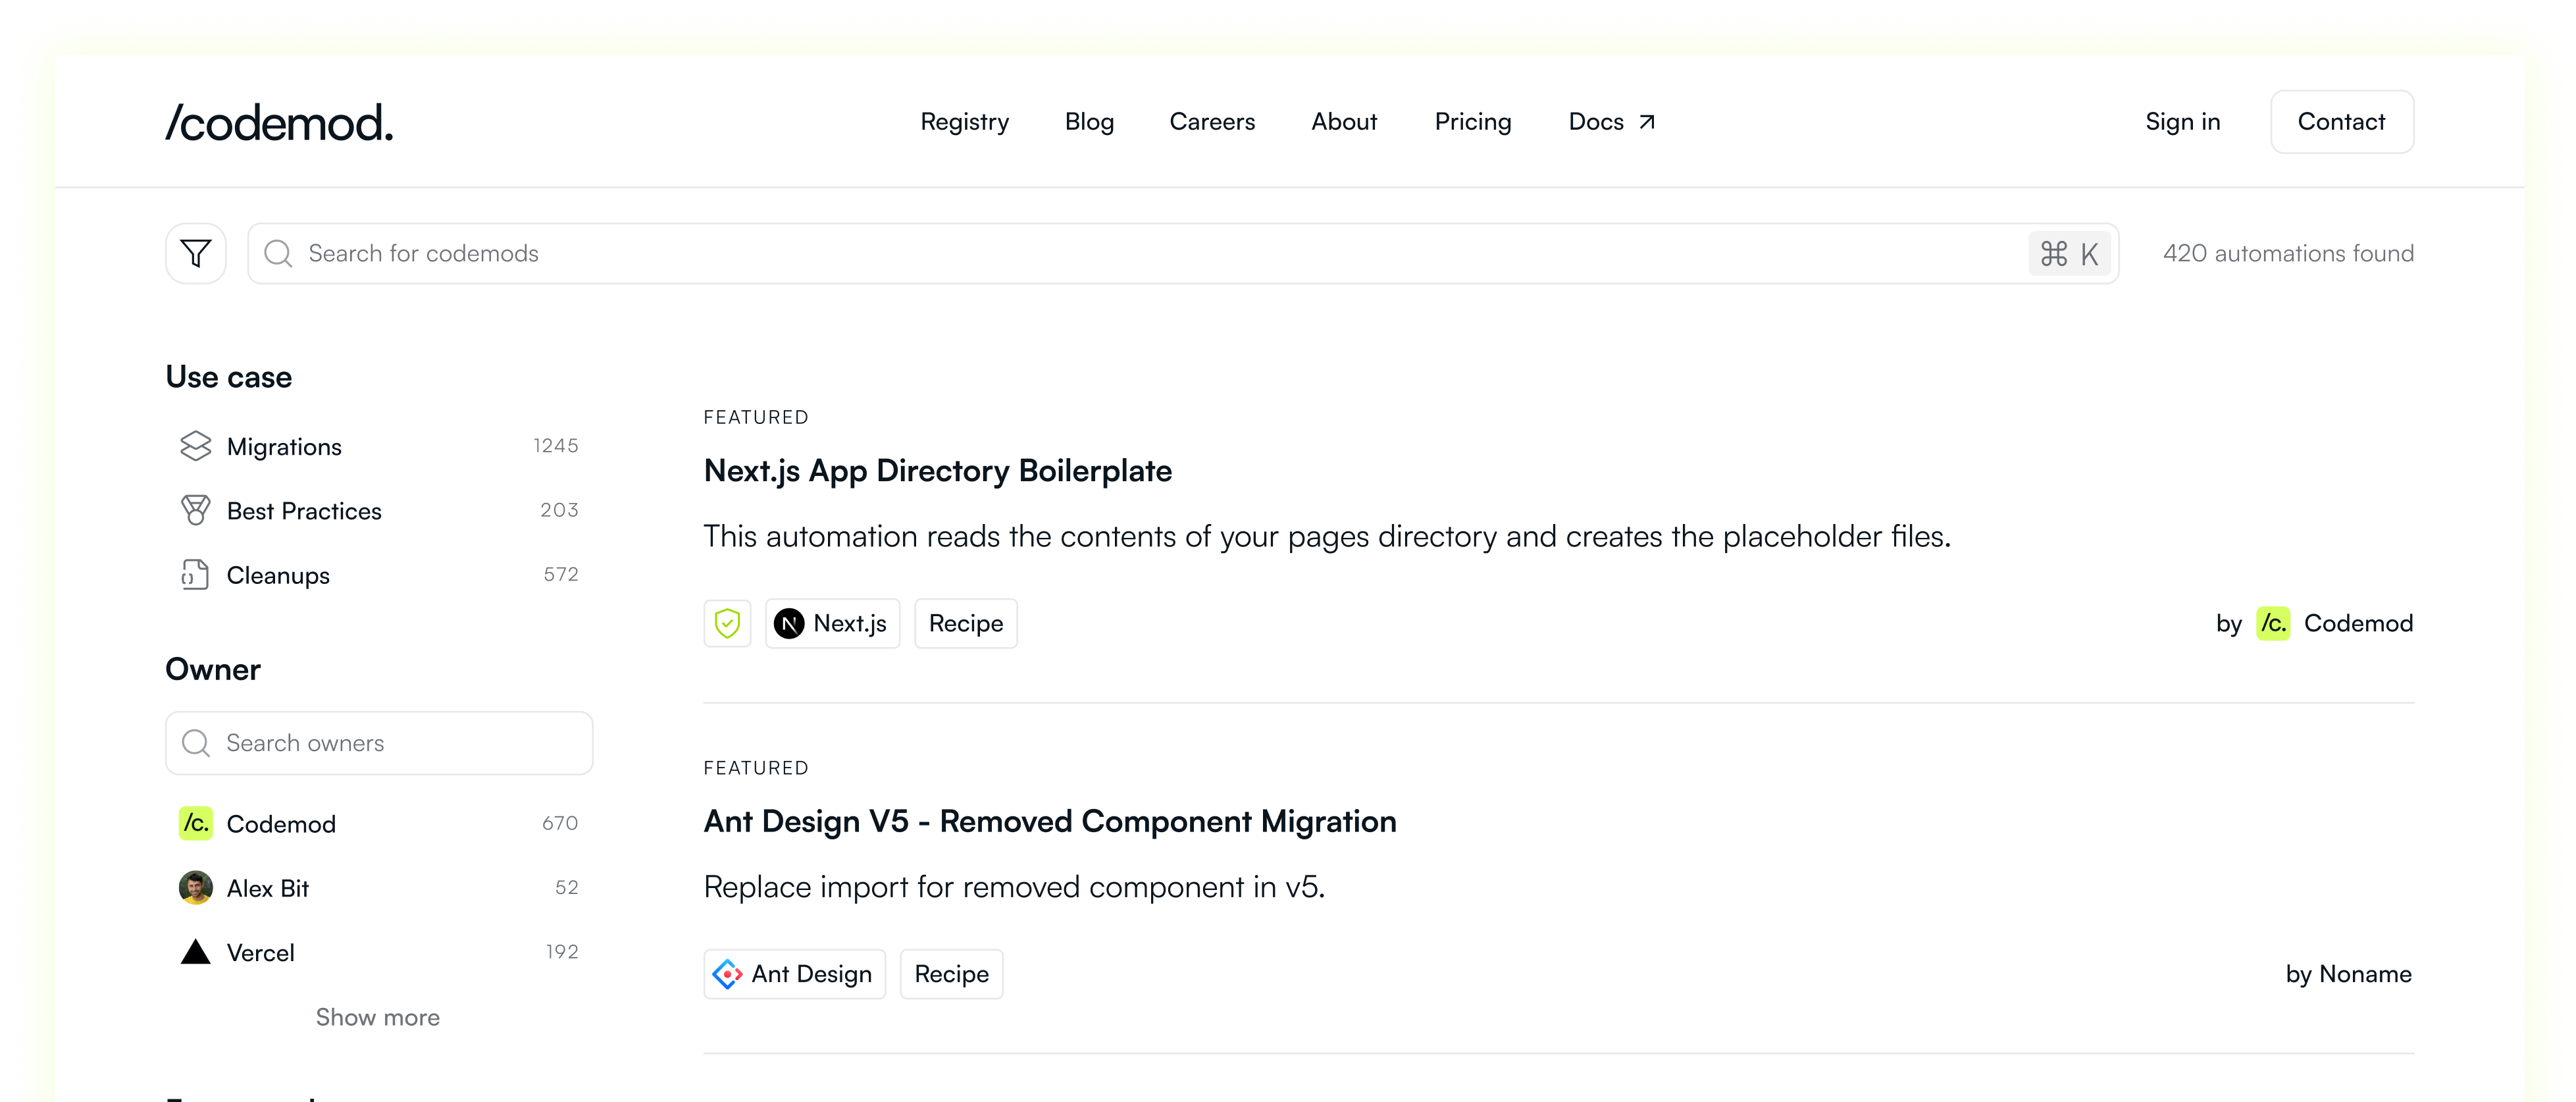 /codemod.
Registry Blog Careers About Pricing Docs
Sign in Contact
Search for codemods ⌘ K
420 automations found
Use case
Migrations 1245
Best Practices 203
Cleanups 572
Owner
Search owners
/c. Codemod 670
Alex Bit 52
Vercel 192
Show more
FEATURED
Next.js App Directory Boilerplate
This automation reads the contents of your pages directory and creates the placeholder files.
N Next.js Recipe
by /c. Codemod
FEATURED
Ant Design V5 - Removed Component Migration
Replace import for removed component in v5.
Ant Design Recipe
by Noname